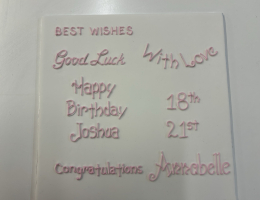 BEST WISHES
Good Luck
With Love
Happy
Birthday
Joshua
18th
21st
Congratulations
Annabelle